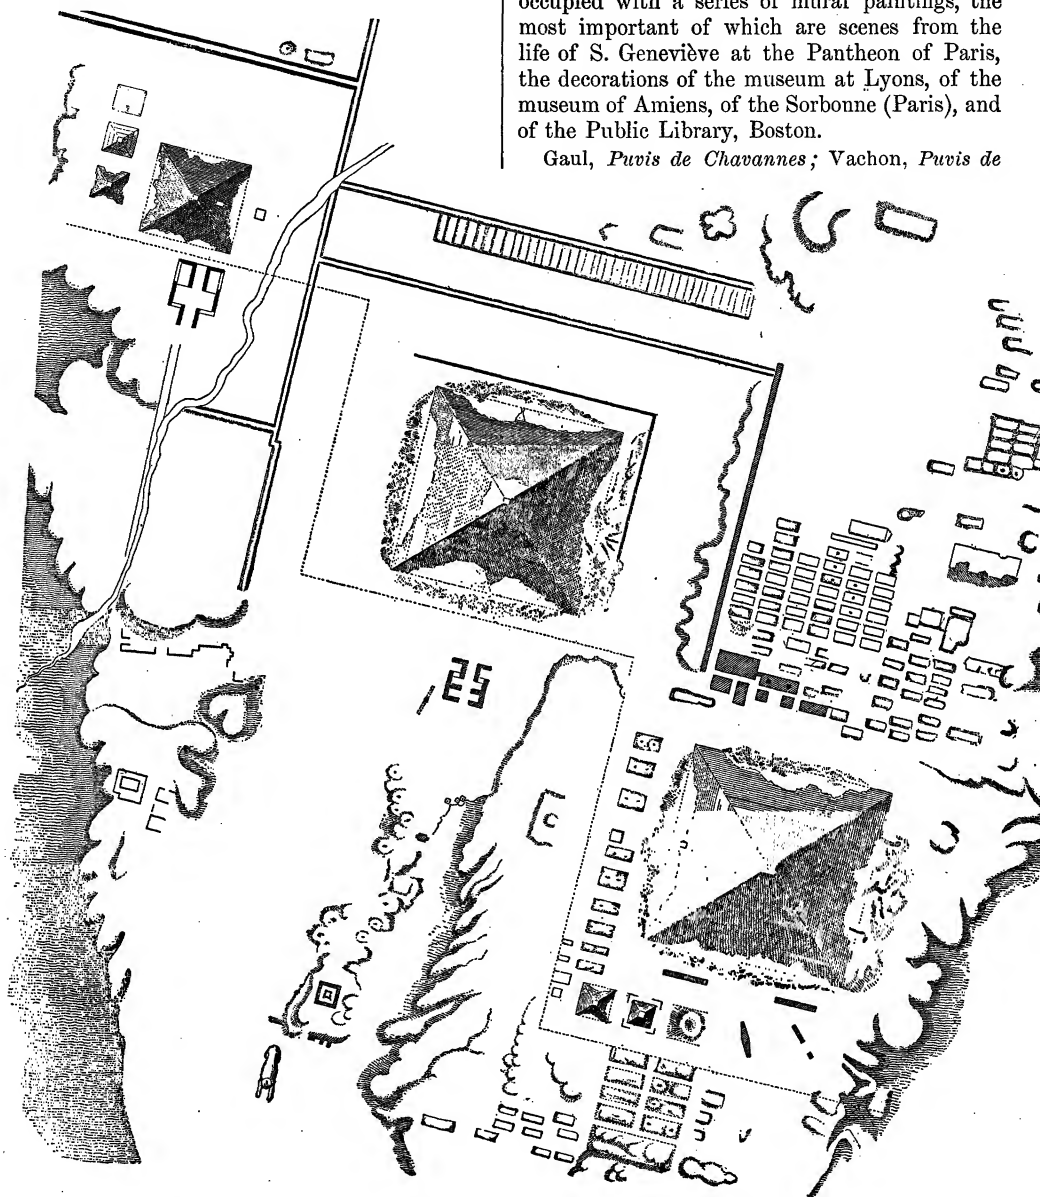 occupied with a series of mural paintings, the
most important of which are scenes from the
life of S. Geneviève at the Pantheon of Paris,
the decorations of the museum at Lyons, of the
museum of Amiens, of the Sorbonne (Paris), and
of the Public Library, Boston.
Gaul, Puvis de Chavannes; Vachon, Puvis de